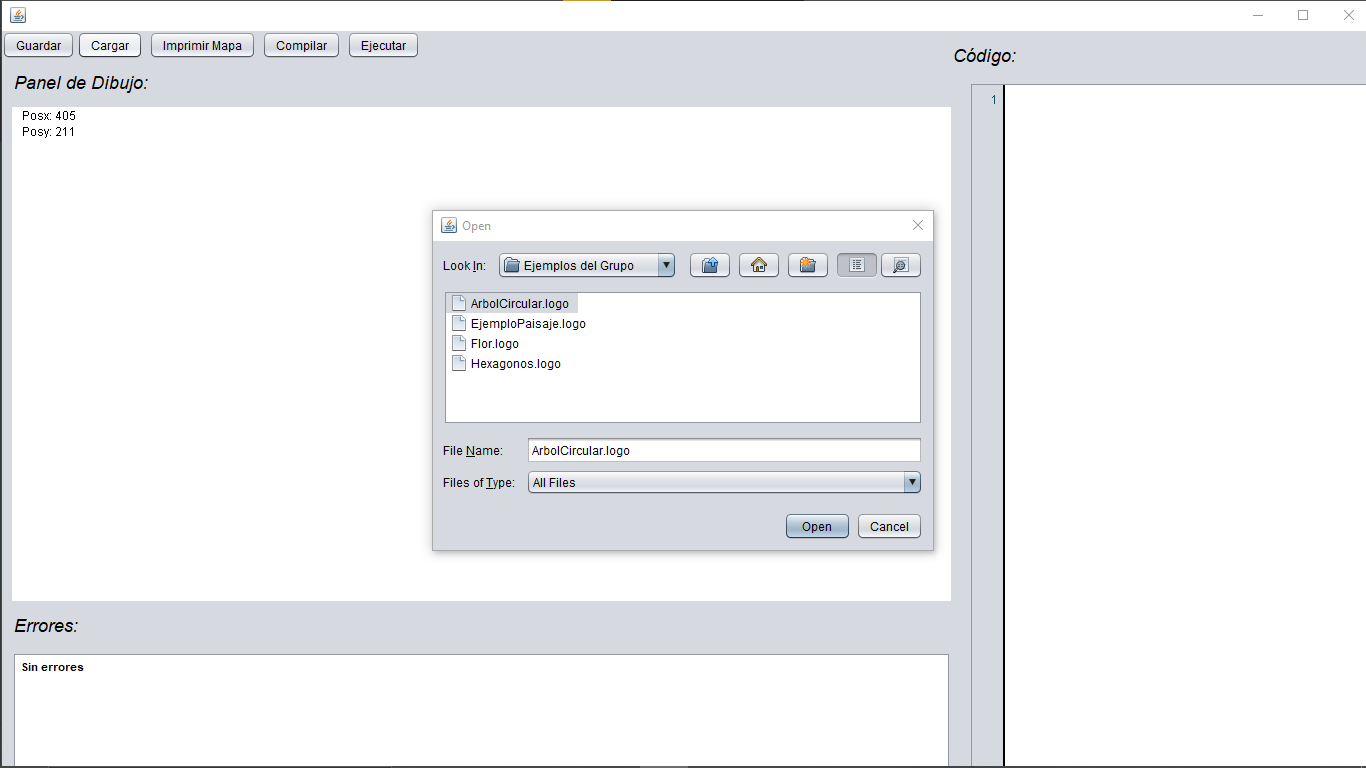 Guardar Cargar Imprimir Mapa Compilar Ejecutar
Código:
Panel de Dibujo:
1
Posx: 405
Posy: 211
Open
Look In: Ejemplos del Grupo
ArbolCircular.logo
EjemploPaisaje.logo
Flor.logo
Hexagonos.logo
File Name: ArbolCircular.logo
Files of Type: All Files
Open Cancel
Errores:
Sin errores